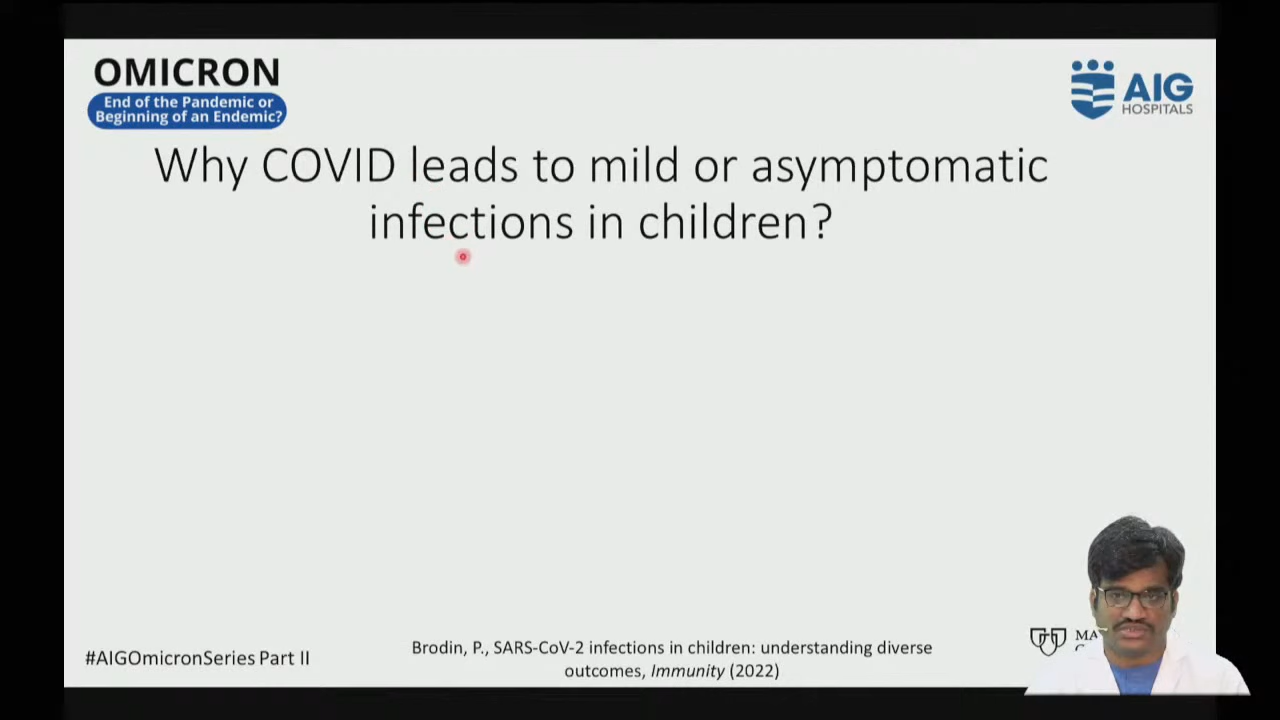 OMICRON
End of the Pandemic or
Beginning of an Endemic?
AIG
HOSPITALS
Why COVID leads to mild or asymptomatic
infections in children?
#AIGOmicronSeries Part II
Brodin, P., SARS-CoV-2 infections in children: understanding diverse
outcomes, Immunity (2022)